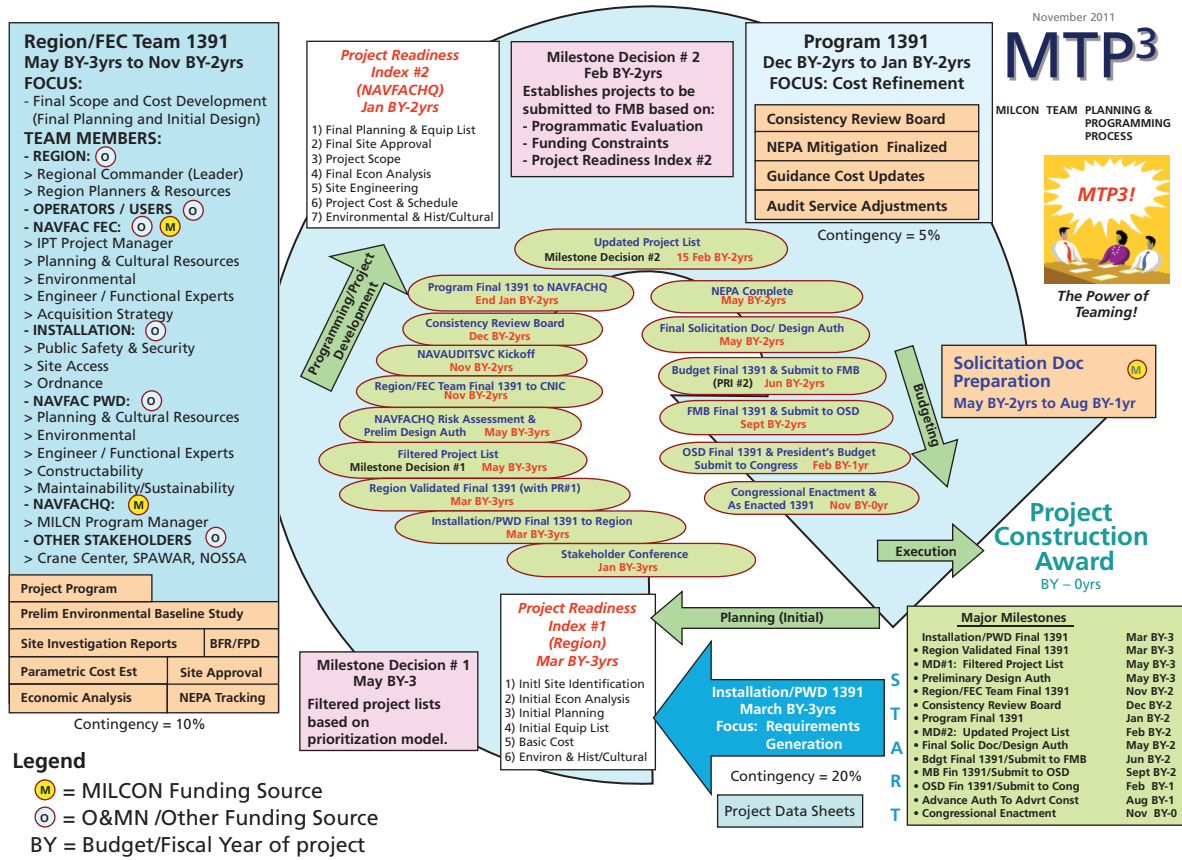 Region/FEC Team 1391
May BY-3yrs to Nov BY-2yrs
FOCUS:
- Final Scope and Cost Development
(Final Planning and Initial Design)
TEAM MEMBERS:
- REGION: O
> Regional Commander (Leader)
> Region Planners & Resources
- OPERATORS / USERS O
- NAVFAC FEC: O M
> IPT Project Manager
> Planning & Cultural Resources
> Environmental
> Engineer / Functional Experts
> Acquisition Strategy
- INSTALLATION: O
> Public Safety & Security
> Site Access
> Ordnance
- NAVFAC PWD: O
> Planning & Cultural Resources
> Environmental
> Engineer / Functional Experts
> Constructability
> Maintainability/Sustainability
- NAVFACHQ: M
> MILCN Program Manager
- OTHER STAKEHOLDERS O
> Crane Center, SPAWAR, NOSSA
Project Program
Prelim Environmental Baseline Study
Site Investigation Reports BFR/FPD
Parametric Cost Est Site Approval
Economic Analysis NEPA Tracking
Contingency = 10%
Legend
M = MILCON Funding Source
O = O&MN /Other Funding Source
BY = Budget/Fiscal Year of project
Project Readiness
Index #2
(NAVFACHQ)
Jan BY-2yrs
1) Final Planning & Equip List
2) Final Site Approval
3) Project Scope
4) Final Econ Analysis
5) Site Engineering
6) Project Cost & Schedule
7) Environmental & Hist/Cultural
Milestone Decision # 2
Feb BY-2yrs
Establishes projects to be
submitted to FMB based on:
- Programmatic Evaluation
- Funding Constraints
- Project Readiness Index #2
Program 1391
Dec BY-2yrs to Jan BY-2yrs
FOCUS: Cost Refinement
Consistency Review Board
NEPA Mitigation Finalized
Guidance Cost Updates
Audit Service Adjustments
Contingency = 5%
November 2011
MTP3
MILCON TEAM PLANNING &
PROGRAMMING
PROCESS
MTP3!
The Power of
Teaming!
Programming/Project
Development
Updated Project List
Milestone Decision #2 15 Feb BY-2yrs
Program Final 1391 to NAVFACHQ
End Jan BY-2yrs
Consistency Review Board
Dec BY-2yrs
NAVAUDITSVC Kickoff
Nov BY-2yrs
Region/FEC Team Final 1391 to CNIC
Nov BY-2yrs
NAVFACHQ Risk Assessment &
Prelim Design Auth May BY-3yrs
Filtered Project List
Milestone Decision #1 May BY-3yrs
Region Validated Final 1391 (with PR#1)
Mar BY-3yrs
Installation/PWD Final 1391 to Region
Mar BY-3yrs
Stakeholder Conference
Jan BY-3yrs
NEPA Complete
May BY-2yrs
Final Solicitation Doc/ Design Auth
May BY-2yrs
Budget Final 1391 & Submit to FMB
(PRI #2) Jun BY-2yrs
FMB Final 1391 & Submit to OSD
Sept BY-2yrs
OSD Final 1391 & President's Budget
Submit to Congress Feb BY-1yr
Congressional Enactment &
As Enacted 1391 Nov BY-0yr
Budgeting
Solicitation Doc M
Preparation
May BY-2yrs to Aug BY-1yr
Execution
Project
Construction
Award
BY – 0yrs
Planning (Initial)
Project Readiness
Index #1
(Region)
Mar BY-3yrs
1) Initl Site Identification
2) Initial Econ Analysis
3) Initial Planning
4) Initial Equip List
5) Basic Cost
6) Environ & Hist/Cultural
Milestone Decision # 1
May BY-3
Filtered project lists
based on
prioritization model.
Installation/PWD 1391
March BY-3yrs
Focus: Requirements
Generation
Contingency = 20%
Project Data Sheets
S
T
A
R
T
Major Milestones
Installation/PWD Final 1391 Mar BY-3
• Region Validated Final 1391 Mar BY-3
• MD#1: Filtered Project List May BY-3
• Preliminary Design Auth May BY-3
• Region/FEC Team Final 1391 Nov BY-2
• Consistency Review Board Dec BY-2
• Program Final 1391 Jan BY-2
• MD#2: Updated Project List Feb BY-2
• Final Solic Doc/Design Auth May BY-2
• Bdgt Final 1391/Submit to FMB Jun BY-2
• MB Fin 1391/Submit to OSD Sept BY-2
• OSD Fin 1391/Submit to Cong Feb BY-1
• Advance Auth To Advrt Const Aug BY-1
• Congressional Enactment Nov BY-0